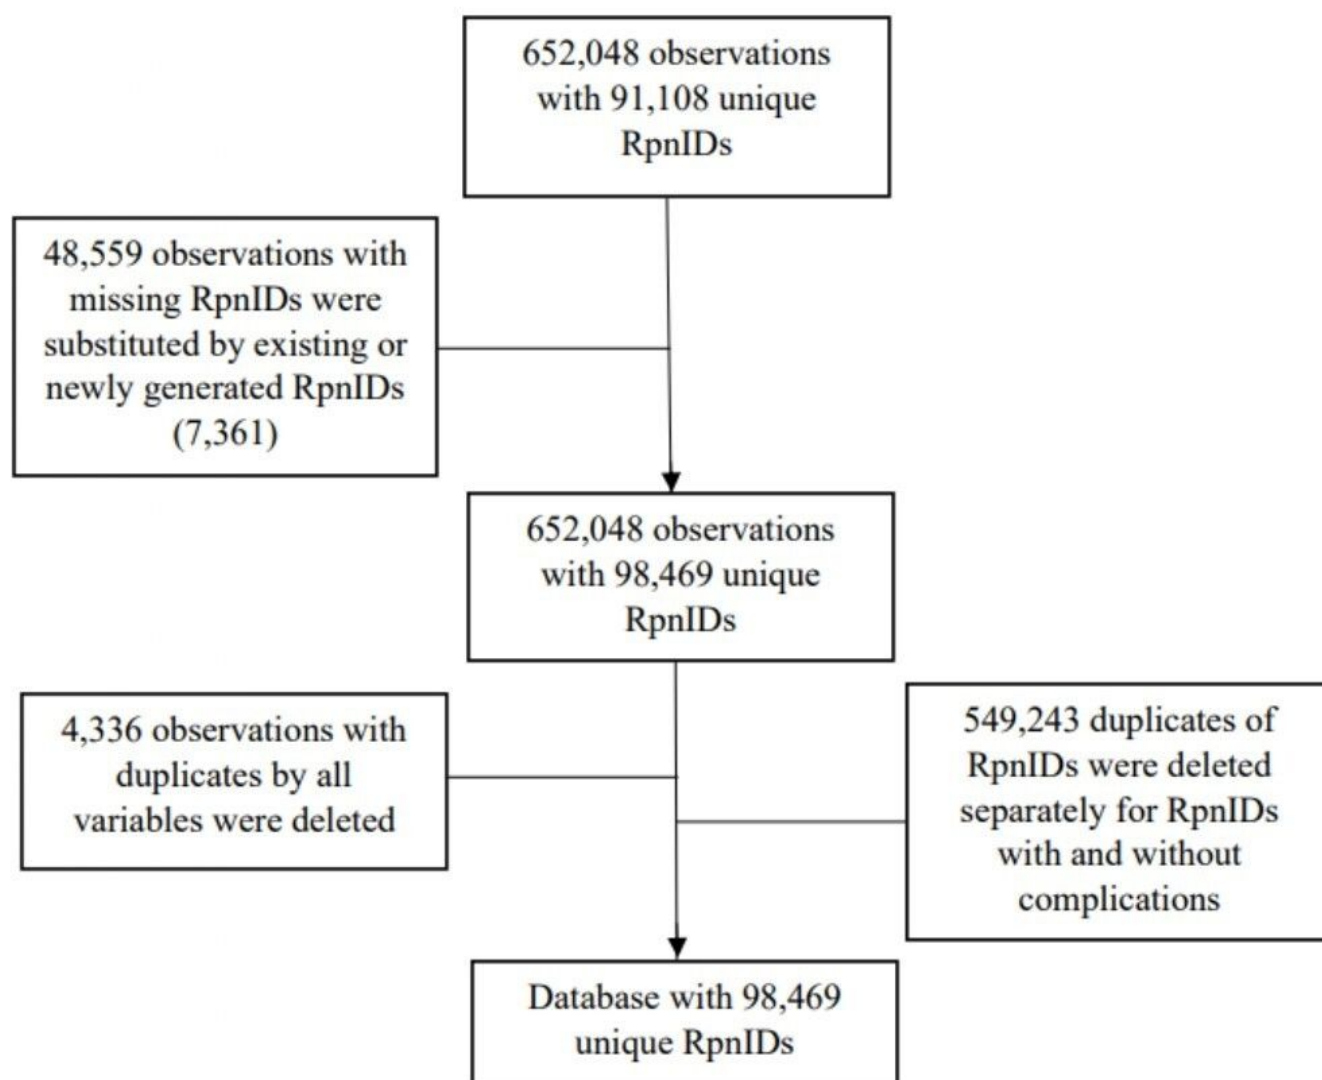 652,048 observations
with 91,108 unique
RpnIDs
48,559 observations with
missing RpnIDs were
substituted by existing or
newly generated RpnIDs
(7,361)
652,048 observations
with 98,469 unique
RpnIDs
4,336 observations with
duplicates by all
variables were deleted
549,243 duplicates of
RpnIDs were deleted
separately for RpnIDs
with and without
complications
Database with 98,469
unique RpnIDs